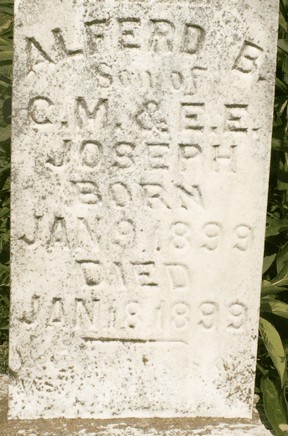 ALFERD B.
Son of
C. M. & E. E.
JOSEPH
BORN
JAN 9 1899
DIED
JAN 18 1899